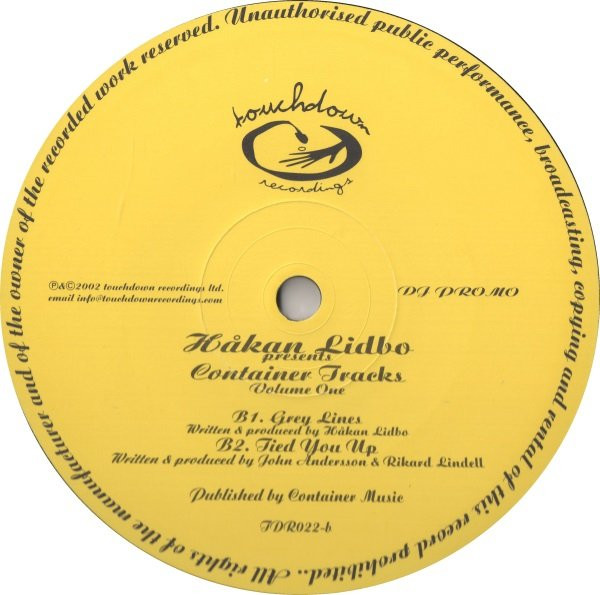 All rights of the manufacturer and of the owner of the recorded work reserved. Unauthorised public performance, broadcasting, copying and rental of this record prohibited..
touchdown
recordings
℗&©2002 touchdown recordings ltd.
email info@touchdownrecordings.com
DJ PROMO
Håkan Lidbo
presents
Container Tracks
Volume One
B1. Grey Lines
Written & produced by Håkan Lidbo
B2. Tied You Up
Written & produced by John Andersson & Rikard Lindell
Published by Container Music
TDR022-b